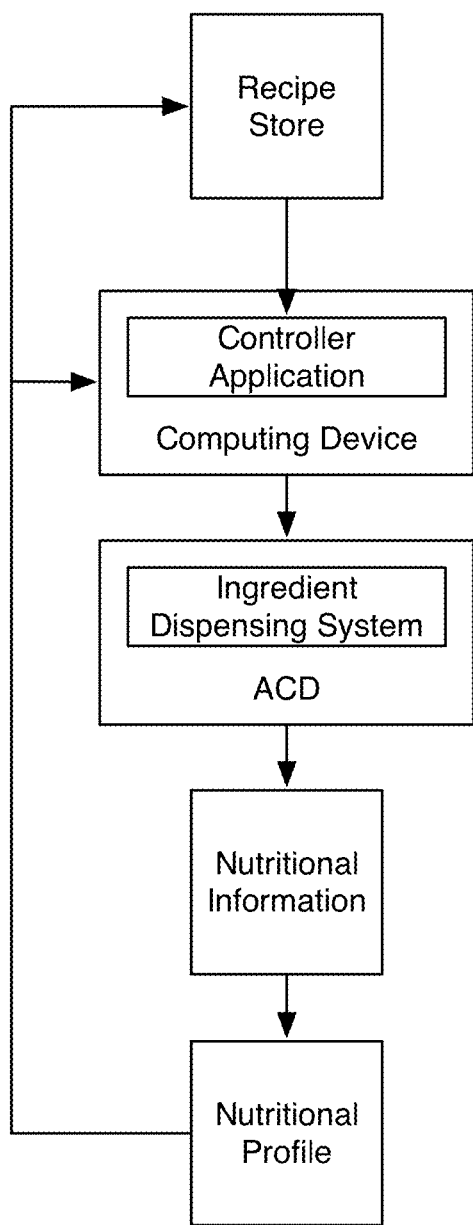 Recipe
Store
Controller
Application
Computing Device
Ingredient
Dispensing System
ACD
Nutritional
Information
Nutritional
Profile